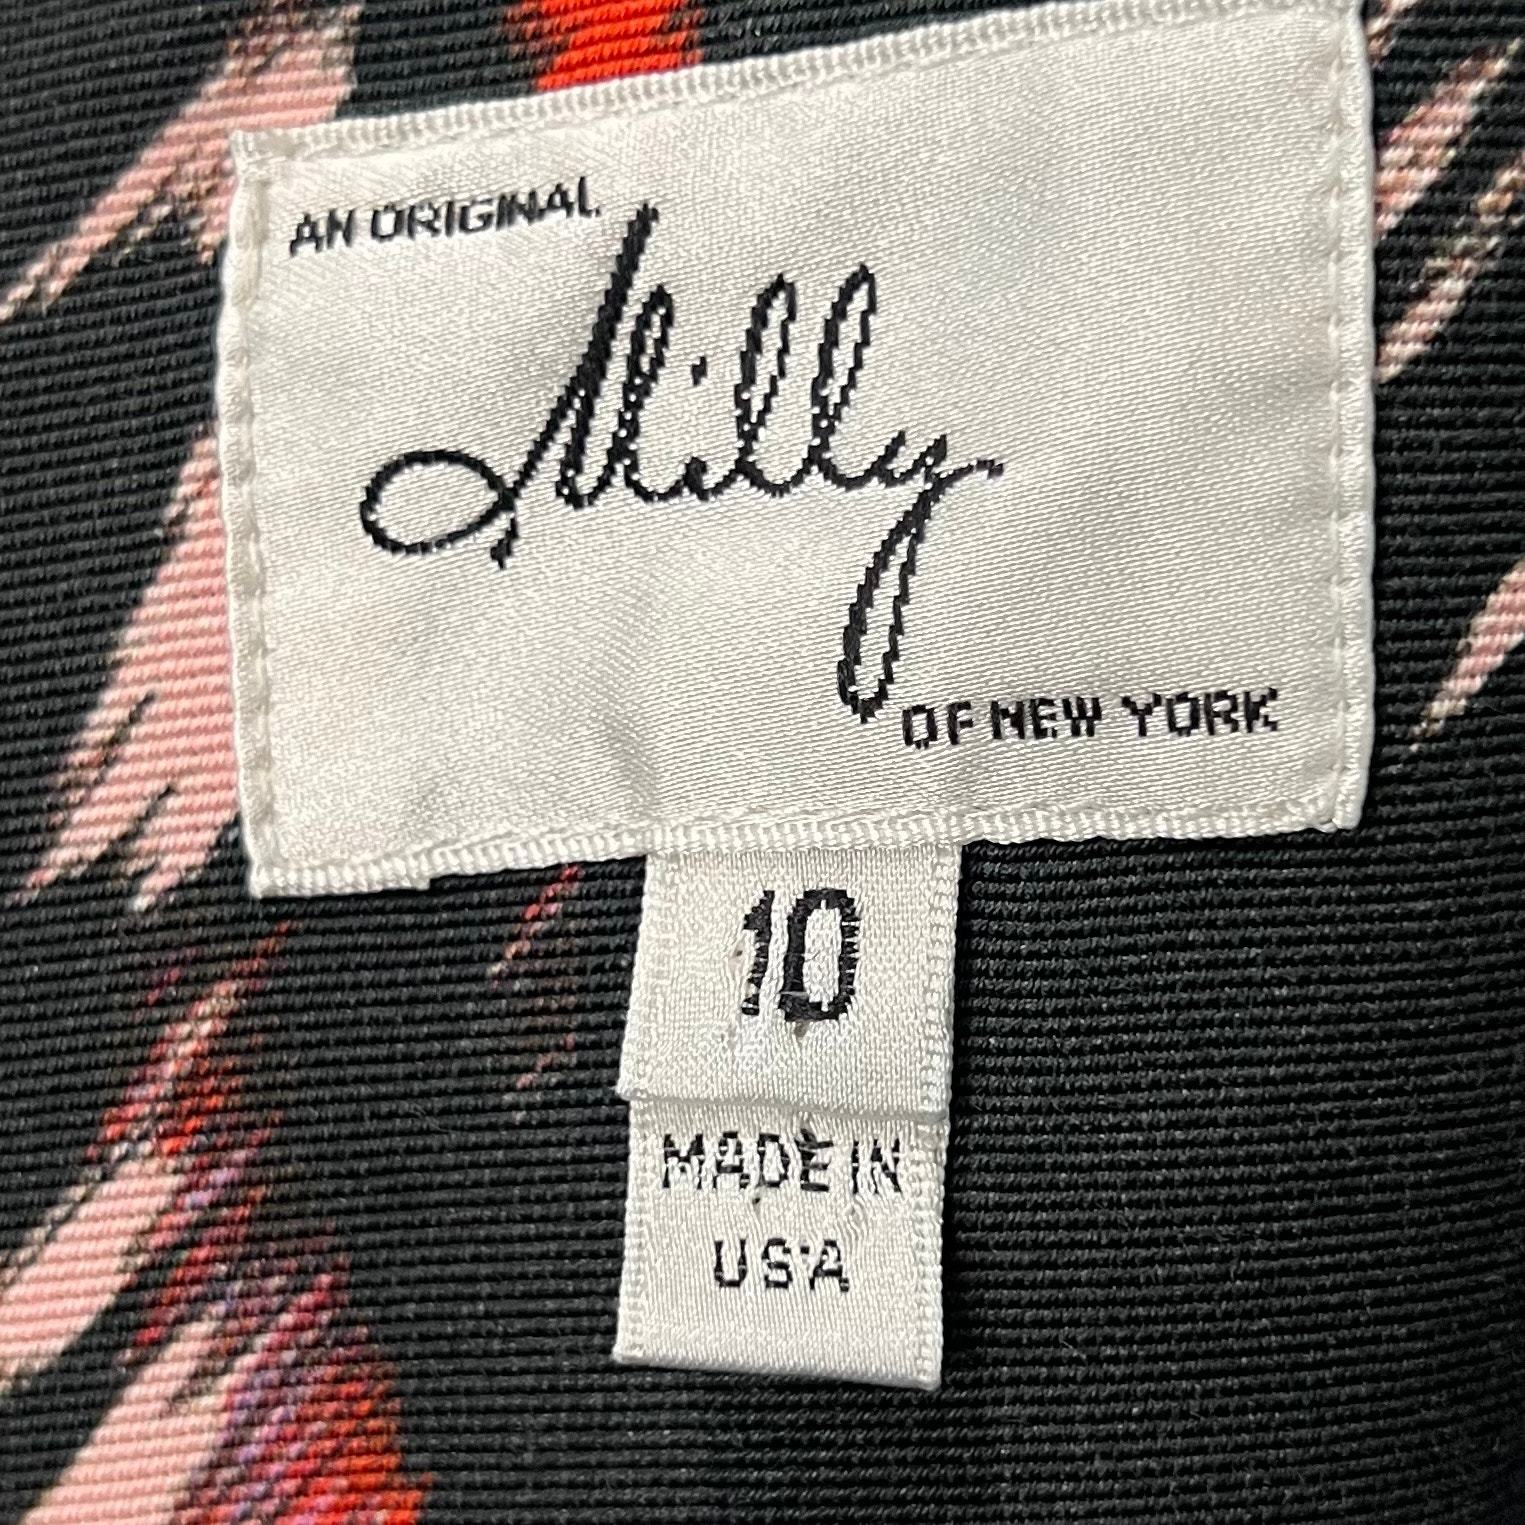 AN ORIGINAL
Milly
OF NEW YORK
10
MADE IN
USA